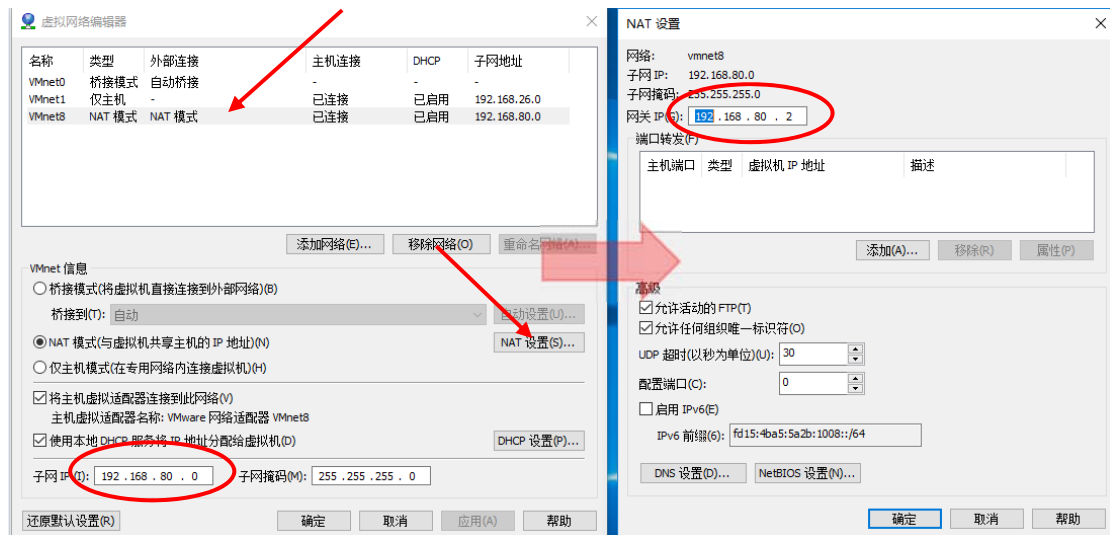 虚拟网络编辑器
名称 类型 外部连接 主机连接 DHCP 子网地址
VMnet0 桥接模式 自动桥接 - - -
VMnet1 仅主机 - 已连接 已启用 192.168.26.0
VMnet8 NAT 模式 NAT 模式 已连接 已启用 192.168.80.0
添加网络(E)... 移除网络(O) 重命名网络(A)...
VMnet 信息
桥接模式(将虚拟机直接连接到外部网络)(B)
桥接到(T): 自动 自动设置(U)...
NAT 模式(与虚拟机共享主机的 IP 地址)(N) NAT 设置(S)...
仅主机模式(在专用网络内连接虚拟机)(H)
将主机虚拟适配器连接到此网络(V)
主机虚拟适配器名称: VMware 网络适配器 VMnet8
使用本地 DHCP 服务将 IP 地址分配给虚拟机(D) DHCP 设置(P)...
子网 IP(I): 192 .168 . 80 . 0 子网掩码(M): 255 .255 .255 . 0
还原默认设置(R) 确定 取消 应用(A) 帮助
NAT 设置
网络: vmnet8
子网 IP: 192.168.80.0
子网掩码: 255.255.255.0
网关 IP(G): 192 .168 . 80 . 2
端口转发(F)
主机端口 类型 虚拟机 IP 地址 描述
添加(A)... 移除(R) 属性(P)
高级
允许活动的 FTP(T)
允许任何组织唯一标识符(O)
UDP 超时(以秒为单位)(U): 30
配置端口(C): 0
启用 IPv6(E)
IPv6 前缀(6): fd15:4ba5:5a2b:1008::/64
DNS 设置(D)... NetBIOS 设置(N)...
确定 取消 帮助